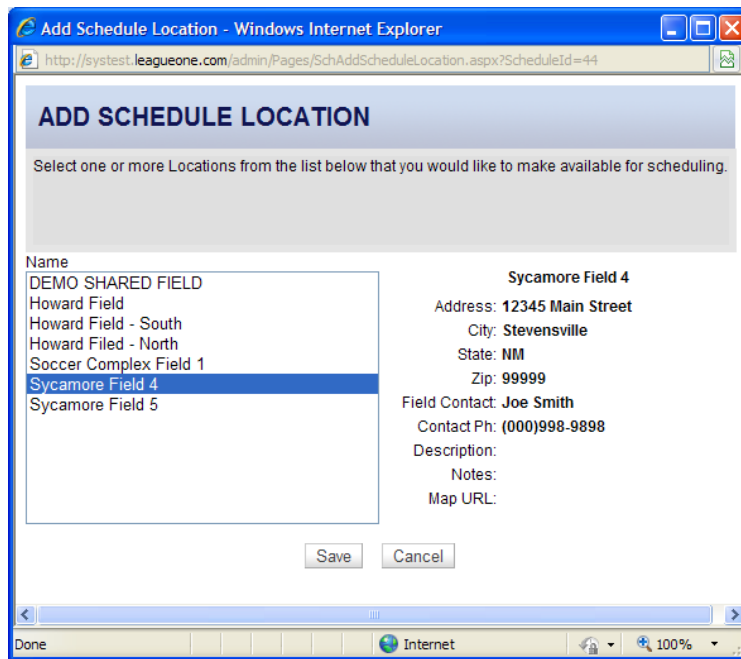 Add Schedule Location - Windows Internet Explorer
http://systest.leagueone.com/admin/Pages/SchAddScheduleLocation.aspx?ScheduleId=44
ADD SCHEDULE LOCATION
Select one or more Locations from the list below that you would like to make available for scheduling.
Name
DEMO SHARED FIELD
Howard Field
Howard Field - South
Howard Filed - North
Soccer Complex Field 1
Sycamore Field 4
Sycamore Field 5
Sycamore Field 4
Address: 12345 Main Street
City: Stevensville
State: NM
Zip: 99999
Field Contact: Joe Smith
Contact Ph: (000)998-9898
Description:
Notes:
Map URL:
Save Cancel
Done Internet 100%